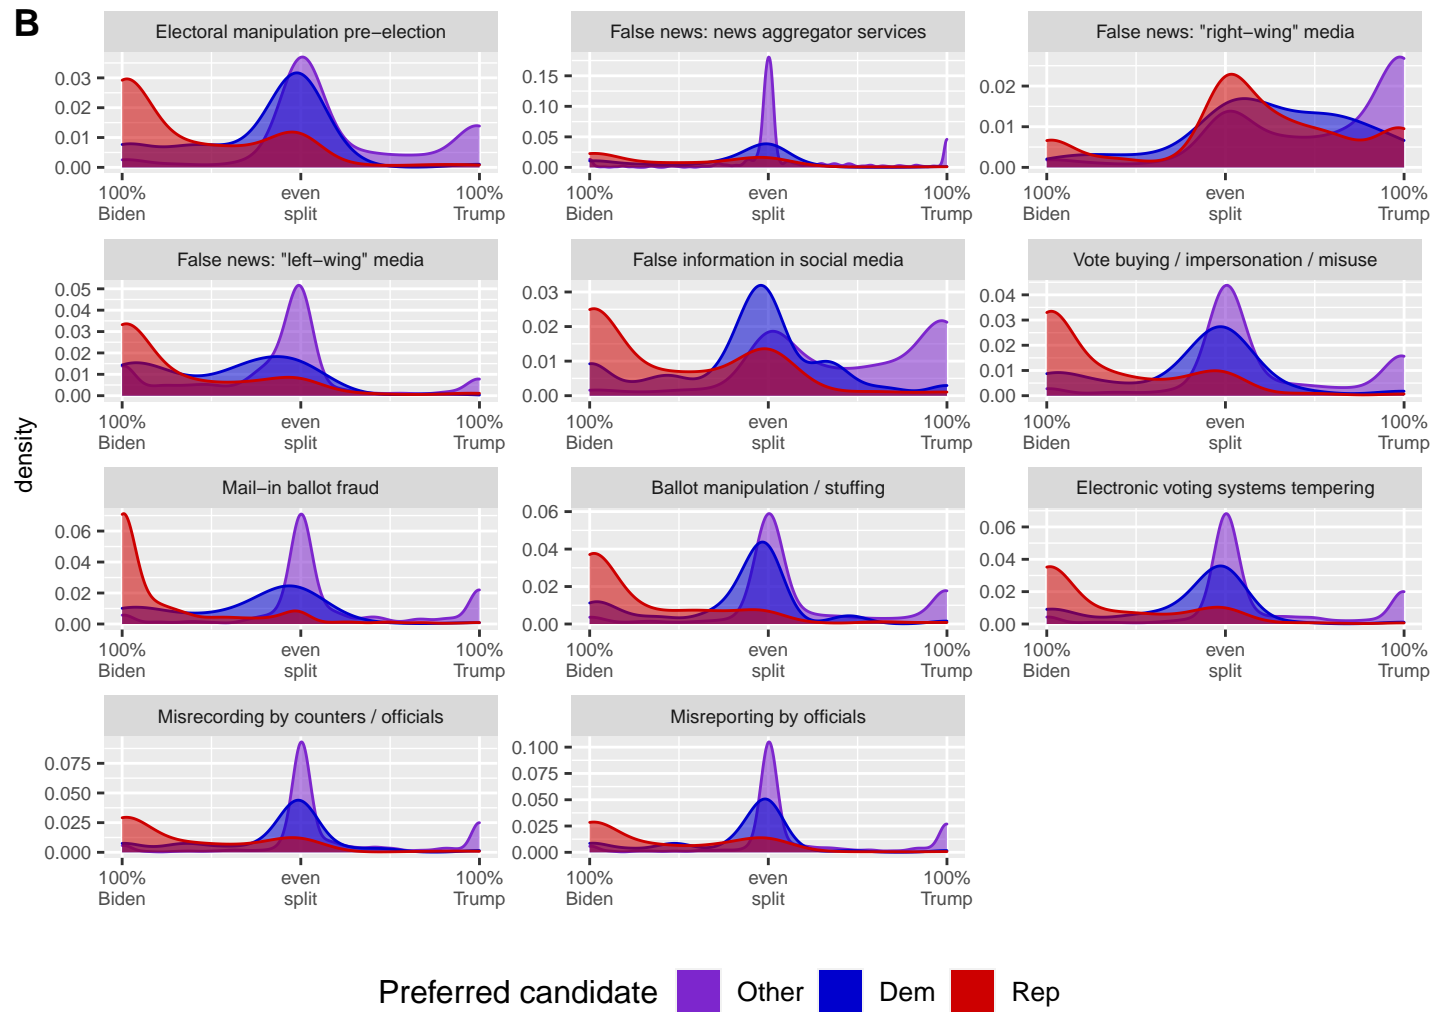 B
Electoral manipulation pre−election
False news: news aggregator services
False news: "right−wing" media
0.03
0.02
0.01
0.00
0.15
0.10
0.05
0.00
0.02
0.01
0.00
100% even 100%
Biden split Trump
100% even 100%
Biden split Trump
100% even 100%
Biden split Trump
False news: "left−wing" media
False information in social media
Vote buying / impersonation / misuse
0.05
0.04
0.03
0.02
0.01
0.00
0.03
0.02
0.01
0.00
0.04
0.03
0.02
0.01
0.00
100% even 100%
Biden split Trump
100% even 100%
Biden split Trump
100% even 100%
Biden split Trump
density
Mail−in ballot fraud
Ballot manipulation / stuffing
Electronic voting systems tempering
0.06
0.04
0.02
0.00
0.06
0.04
0.02
0.00
0.06
0.04
0.02
0.00
100% even 100%
Biden split Trump
100% even 100%
Biden split Trump
100% even 100%
Biden split Trump
Misrecording by counters / officials
Misreporting by officials
0.075
0.050
0.025
0.000
0.100
0.075
0.050
0.025
0.000
100% even 100%
Biden split Trump
100% even 100%
Biden split Trump
Preferred candidate Other Dem Rep